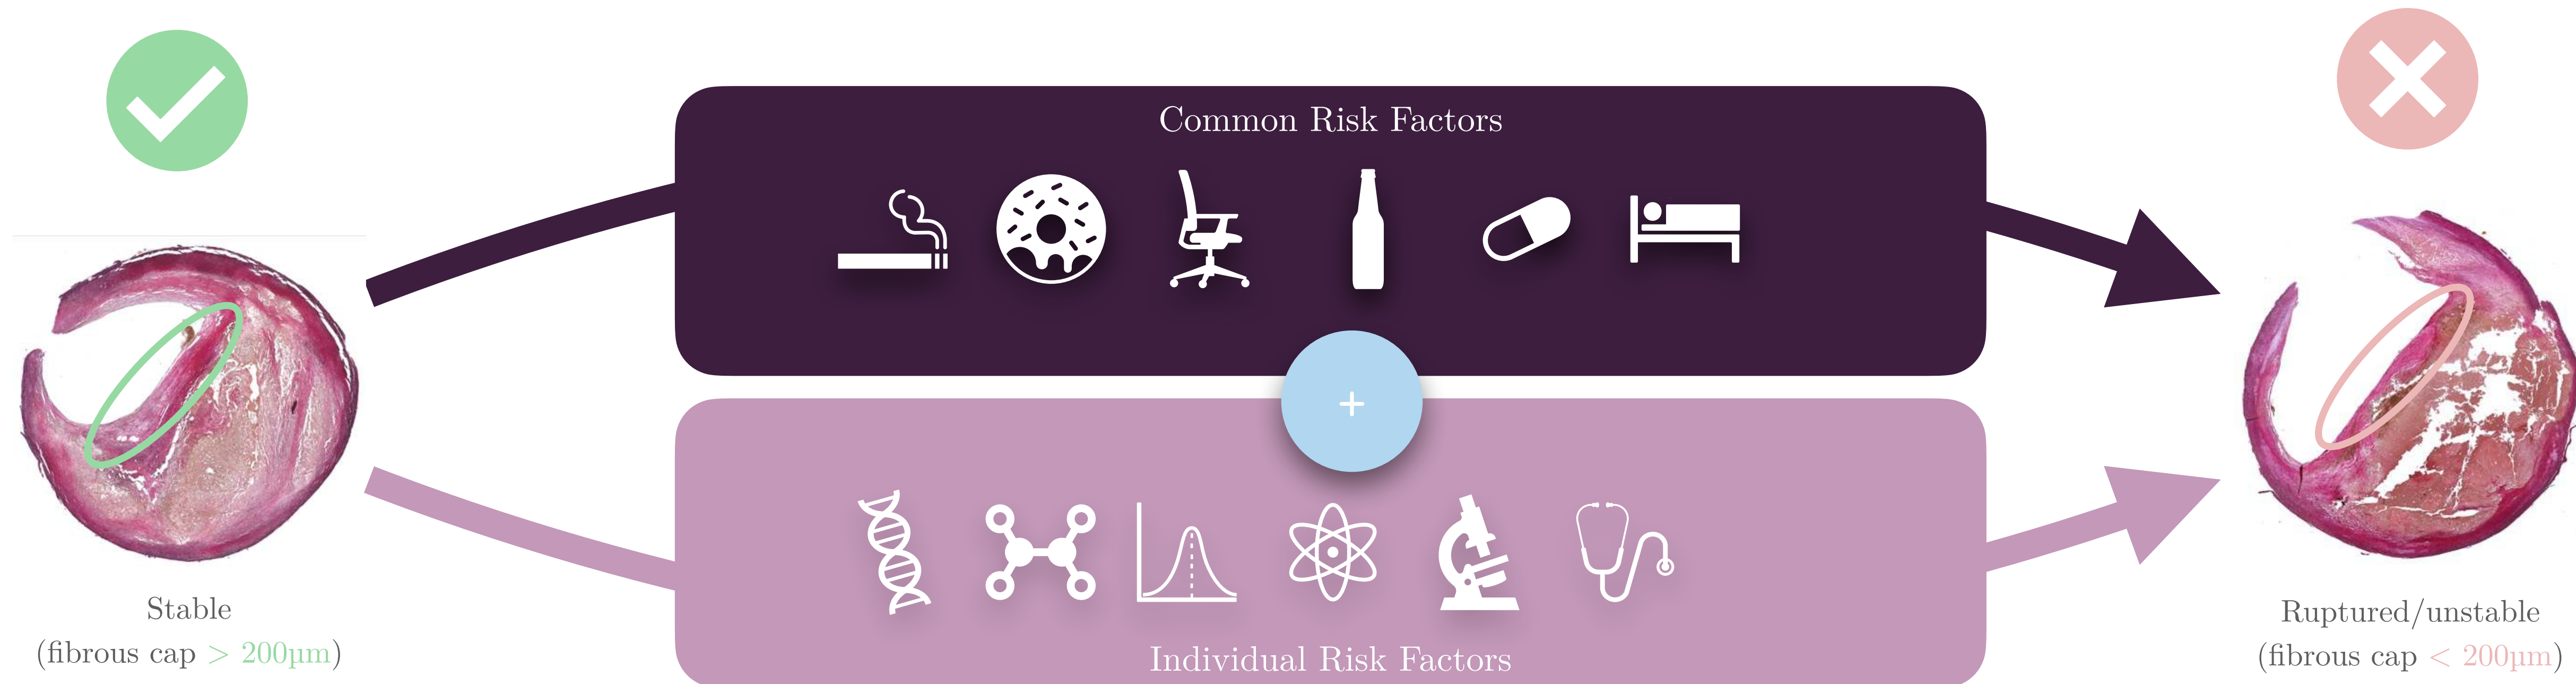 Common Risk Factors
+
Individual Risk Factors
Stable
(fibrous cap > 200µm)
Ruptured/unstable
(fibrous cap < 200µm)